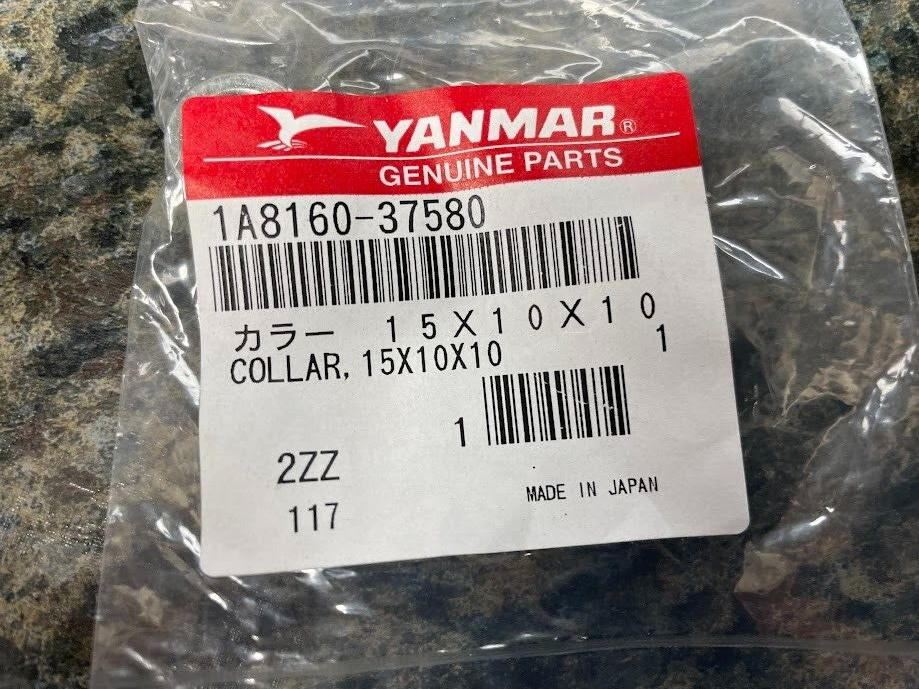 YANMAR®
GENUINE PARTS
1A8160-37580
カラー 15X10X10
1
COLLAR, 15X10X10
1
2ZZ
MADE IN JAPAN
117